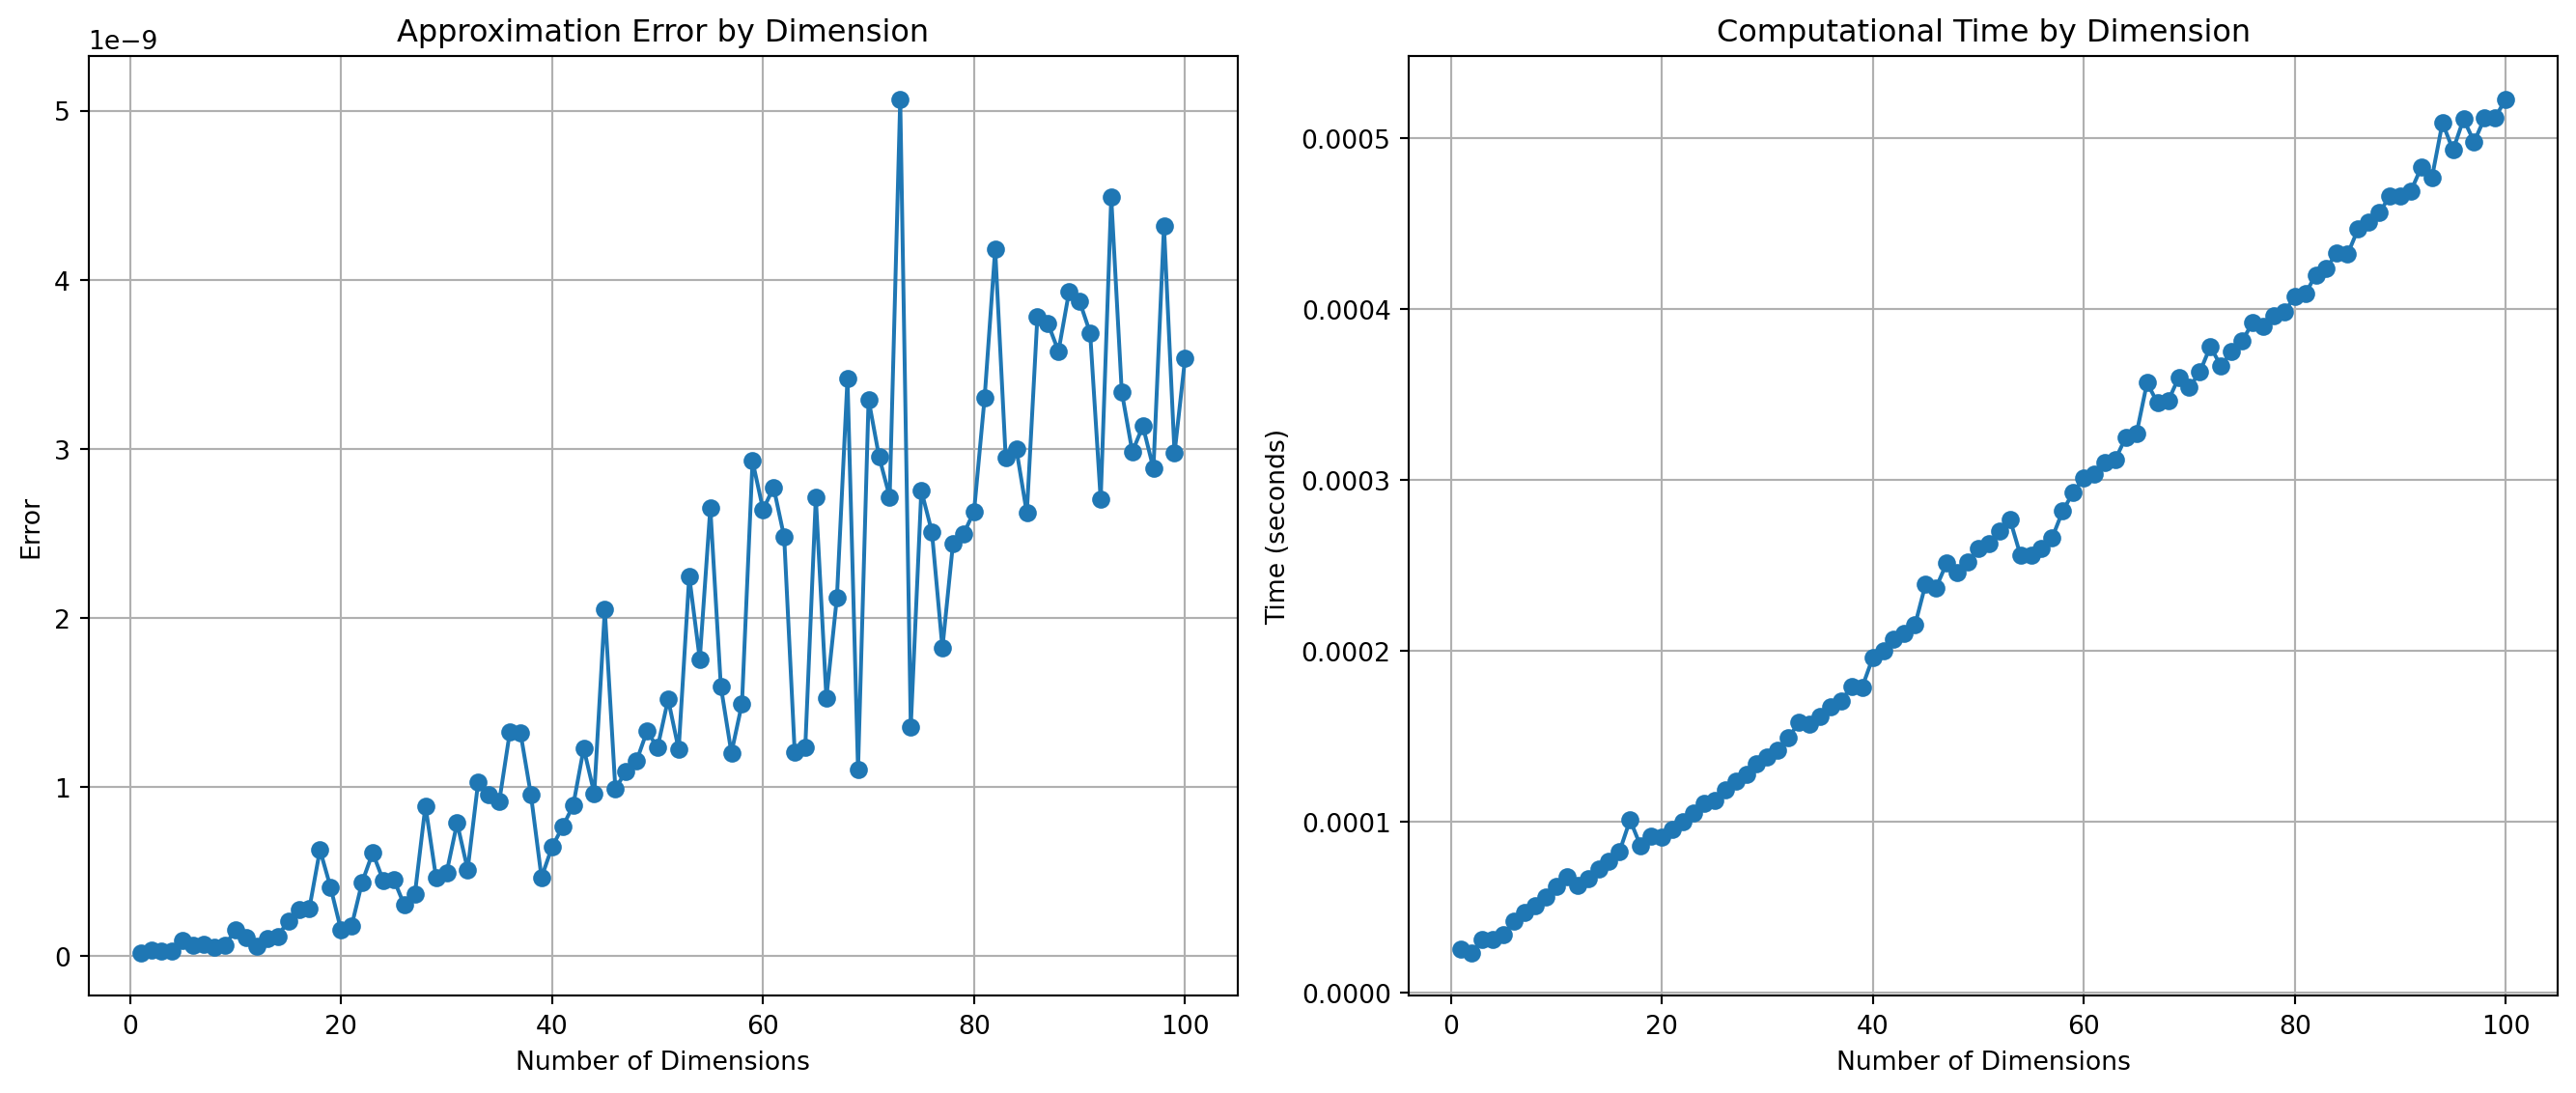 Approximation Error by Dimension
1e−9
5
4
3
2
1
0
Error
0 20 40 60 80 100
Number of Dimensions
Computational Time by Dimension
0.0005
0.0004
0.0003
0.0002
0.0001
0.0000
Time (seconds)
0 20 40 60 80 100
Number of Dimensions